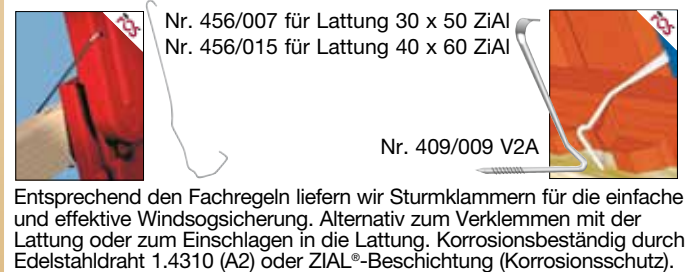 FOS
Nr. 456/007 für Lattung 30 x 50 ZiAl
Nr. 456/015 für Lattung 40 x 60 ZiAl
FOS
Nr. 409/009 V2A
Entsprechend den Fachregeln liefern wir Sturmklammern für die einfache
und effektive Windsogsicherung. Alternativ zum Verklemmen mit der
Lattung oder zum Einschlagen in die Lattung. Korrosionsbeständig durch
Edelstahldraht 1.4310 (A2) oder ZIAL®-Beschichtung (Korrosionsschutz).